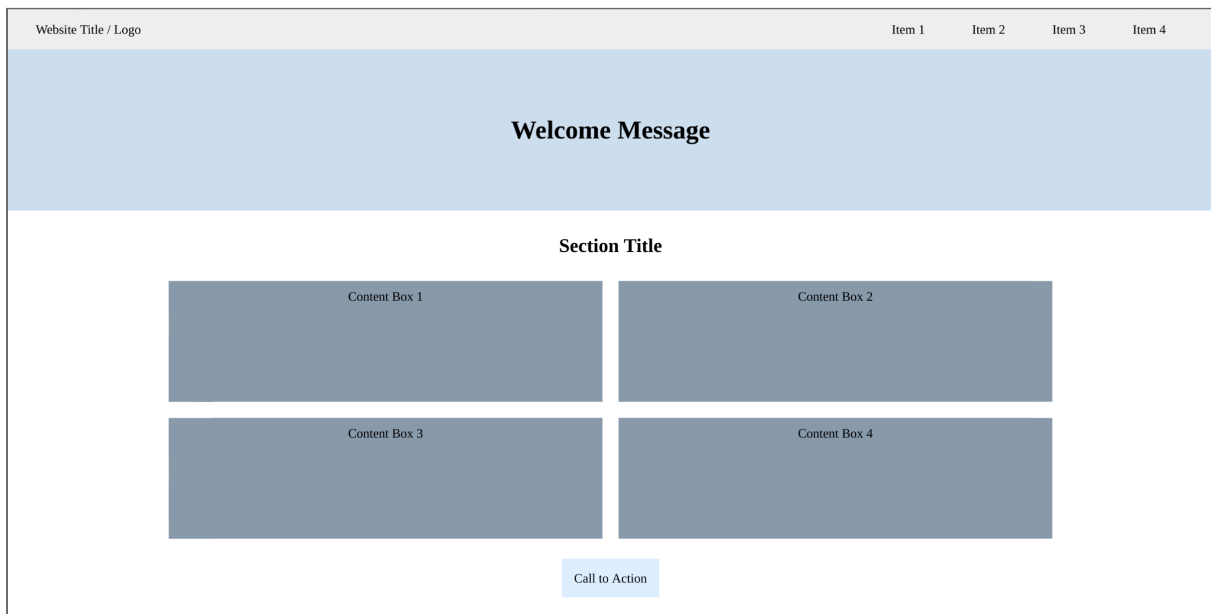 Website Title / Logo
Item 1
Item 2
Item 3
Item 4
Welcome Message
Section Title
Content Box 1
Content Box 2
Content Box 3
Content Box 4
Call to Action